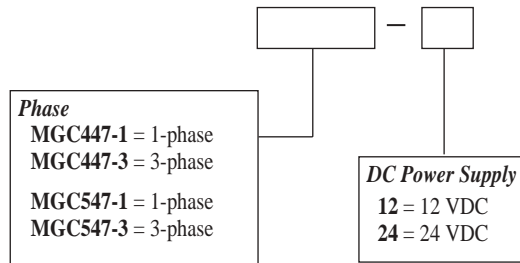 –
Phase
MGC447-1 = 1-phase
MGC447-3 = 3-phase
MGC547-1 = 1-phase
MGC547-3 = 3-phase
DC Power Supply
12 = 12 VDC
24 = 24 VDC